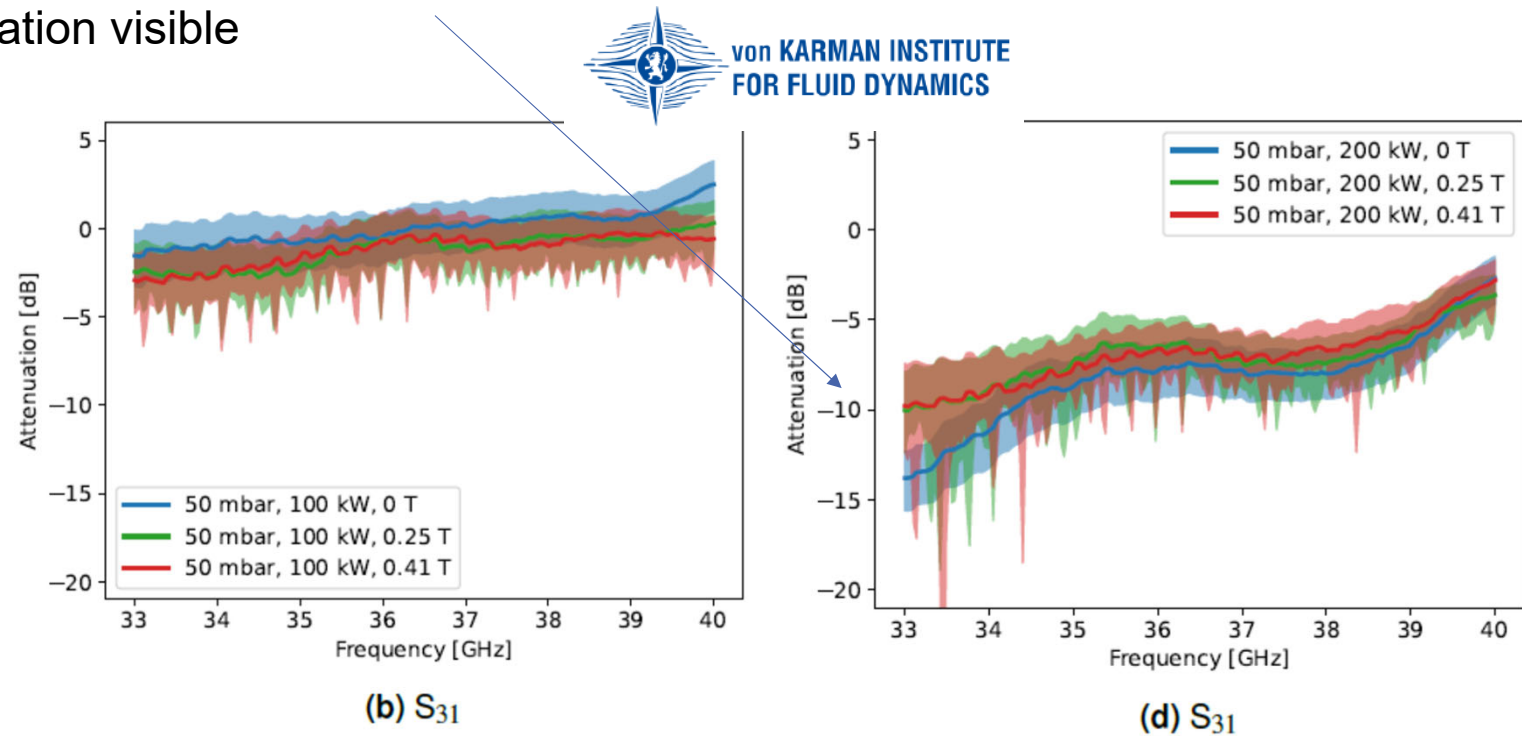 ation visible
von KARMAN INSTITUTE
FOR FLUID DYNAMICS
5
0
−5
−10
−15
−20
Attenuation [dB]
50 mbar, 100 kW, 0 T
50 mbar, 100 kW, 0.25 T
50 mbar, 100 kW, 0.41 T
33 34 35 36 37 38 39 40
Frequency [GHz]
(b) S31
5
0
−5
−10
−15
−20
Attenuation [dB]
50 mbar, 200 kW, 0 T
50 mbar, 200 kW, 0.25 T
50 mbar, 200 kW, 0.41 T
33 34 35 36 37 38 39 40
Frequency [GHz]
(d) S31